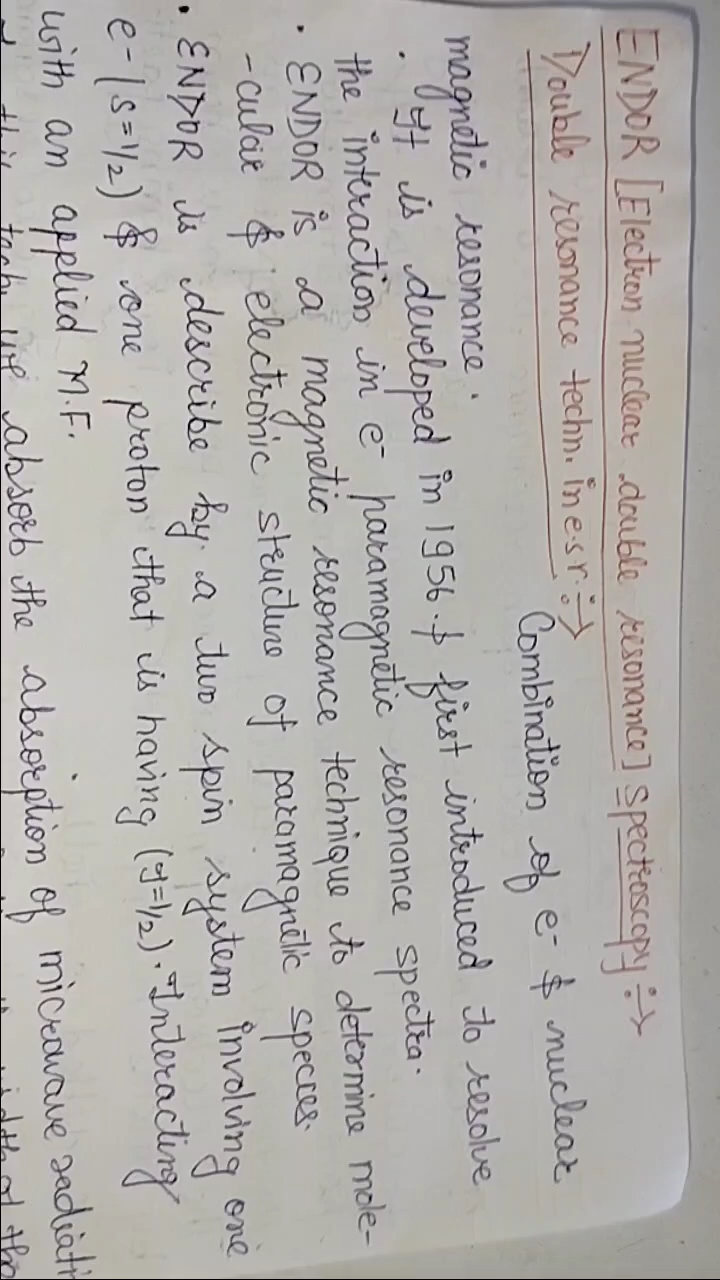 ENDOR [Electron nuclear double resonance] spectroscopy :→
Double resonance techn. in e.s.r. :→
Combination of e- & nuclear
magnetic resonance.
• It is developed in 1956 & first introduced to resolve
the interaction in e- paramagnetic resonance spectra.
• ENDOR is a magnetic resonance technique to determine mole-
-cular & electronic structure of paramagnetic species.
• ENDOR is describe by a two spin system involving one
e- (s=1/2) & one proton that is having (I=1/2). Interacting
with an applied M.F.
absorb the absorption of microwave radiati